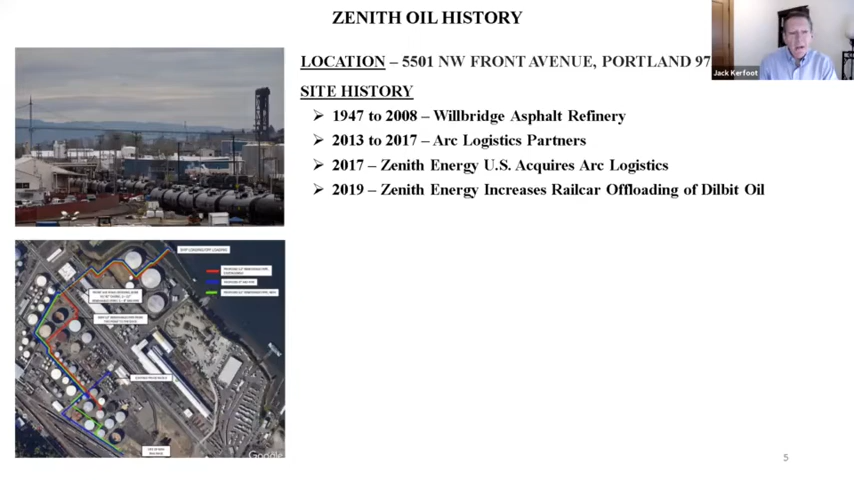 ZENITH OIL HISTORY
Jack Kerfoot
LOCATION – 5501 NW FRONT AVENUE, PORTLAND 97
SITE HISTORY
➢ 1947 to 2008 – Willbridge Asphalt Refinery
➢ 2013 to 2017 – Arc Logistics Partners
➢ 2017 – Zenith Energy U.S. Acquires Arc Logistics
➢ 2019 – Zenith Energy Increases Railcar Offloading of Dilbit Oil
Google
5